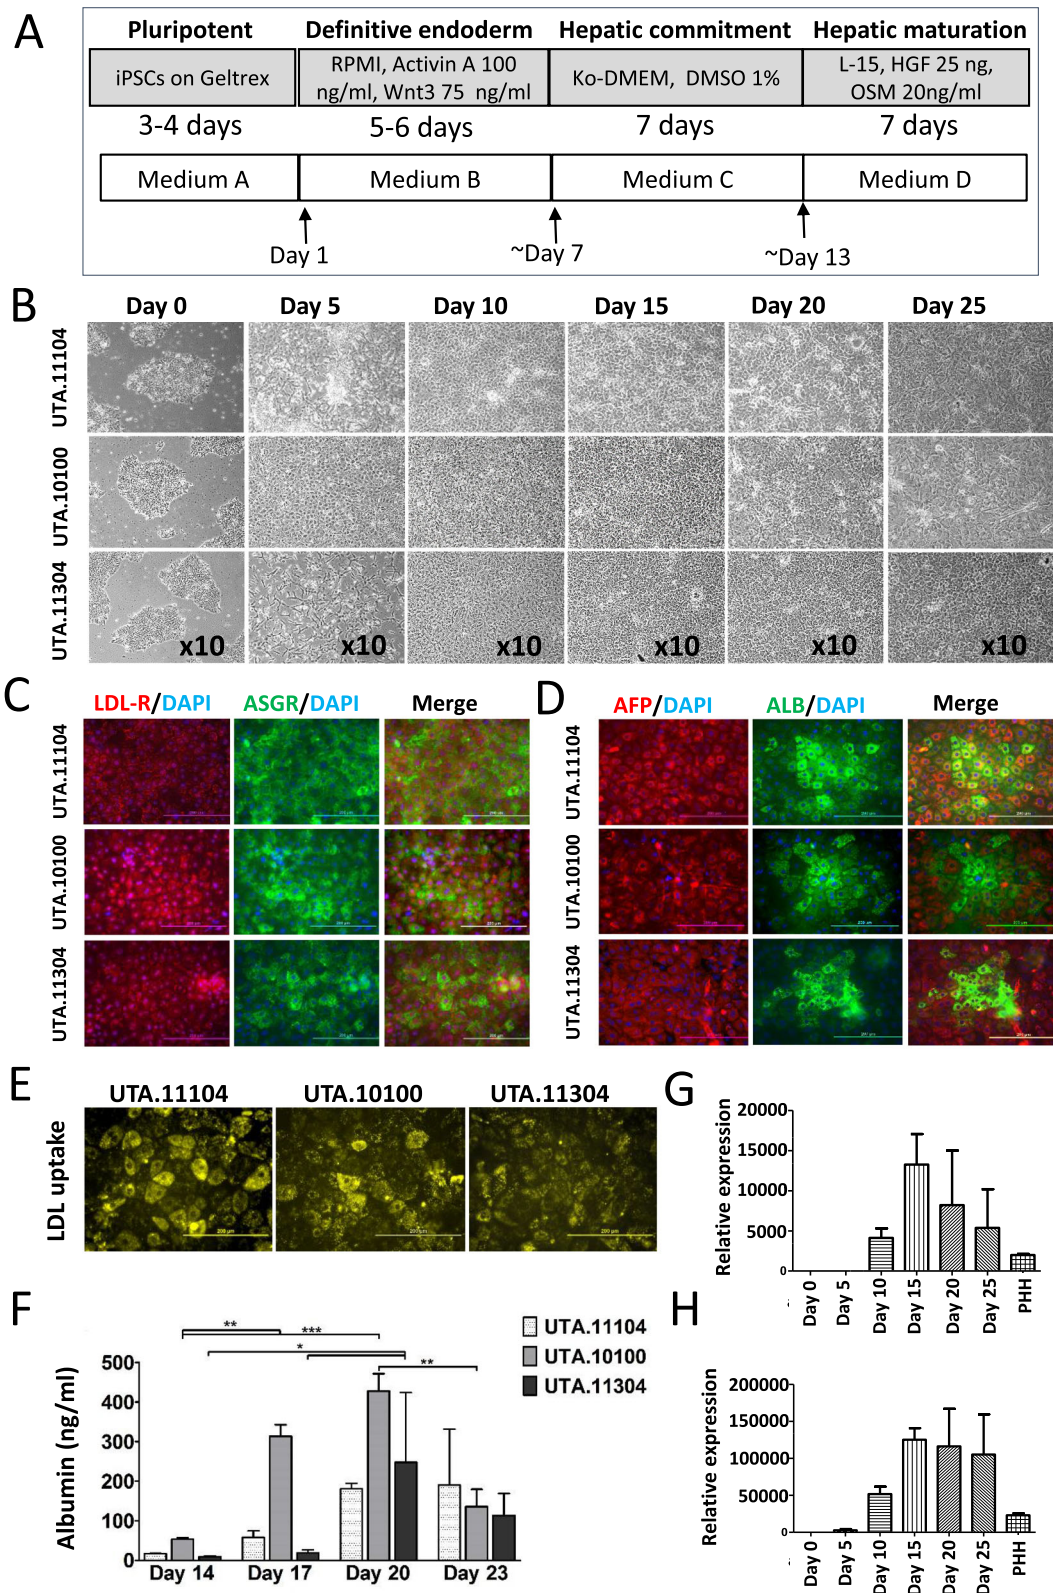 A
Pluripotent Definitive endoderm Hepatic commitment Hepatic maturation
iPSCs on Geltrex
RPMI, Activin A 100
ng/ml, Wnt3 75 ng/ml
Ko-DMEM, DMSO 1%
L-15, HGF 25 ng,
OSM 20ng/ml
3-4 days 5-6 days 7 days 7 days
Medium A Medium B Medium C Medium D
Day 1 ~Day 7 ~Day 13
B
Day 0 Day 5 Day 10 Day 15 Day 20 Day 25
UTA.11104
UTA.10100
UTA.11304
x10 x10 x10 x10 x10 x10
C
LDL-R/DAPI ASGR/DAPI Merge
UTA.11104
UTA.10100
UTA.11304
D
AFP/DAPI ALB/DAPI Merge
UTA.11104
UTA.10100
UTA.11304
E
UTA.11104 UTA.10100 UTA.11304
LDL uptake
200 µm 200 µm 200 µm
F
** *** * **
UTA.11104
UTA.10100
UTA.11304
Albumin (ng/ml)
500
400
300
200
100
0
Day 14 Day 17 Day 20 Day 23
G
Relative expression
20000
15000
10000
5000
0
Day 0 Day 5 Day 10 Day 15 Day 20 Day 25 PHH
H
Relative expression
200000
150000
100000
50000
0
Day 0 Day 5 Day 10 Day 15 Day 20 Day 25 PHH